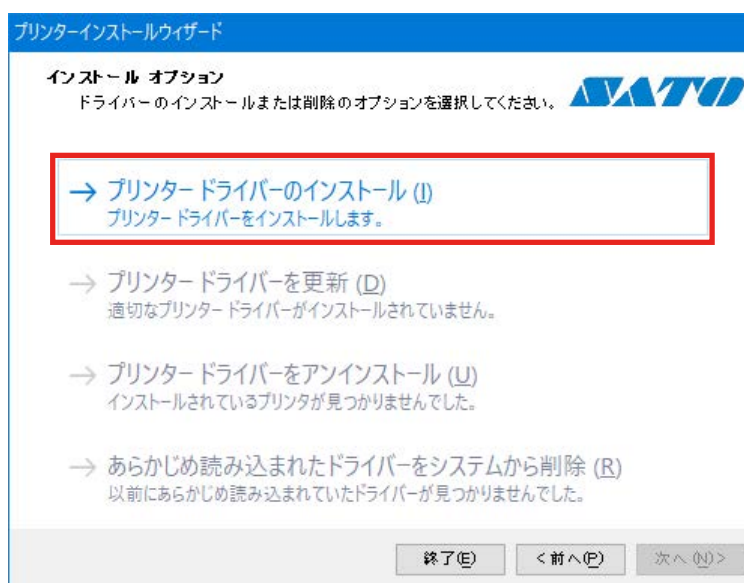 プリンターインストールウィザード
インストール オプション
ドライバーのインストールまたは削除のオプションを選択してください。
SATO
→ プリンター ドライバーのインストール (I)
プリンター ドライバーをインストールします。
→ プリンター ドライバーを更新 (D)
適切なプリンター ドライバーがインストールされていません。
→ プリンター ドライバーをアンインストール (U)
インストールされているプリンタが見つかりませんでした。
→ あらかじめ読み込まれたドライバーをシステムから削除 (R)
以前にあらかじめ読み込まれていたドライバーが見つかりませんでした。
終了(E) <前へ(P) 次へ(N)>